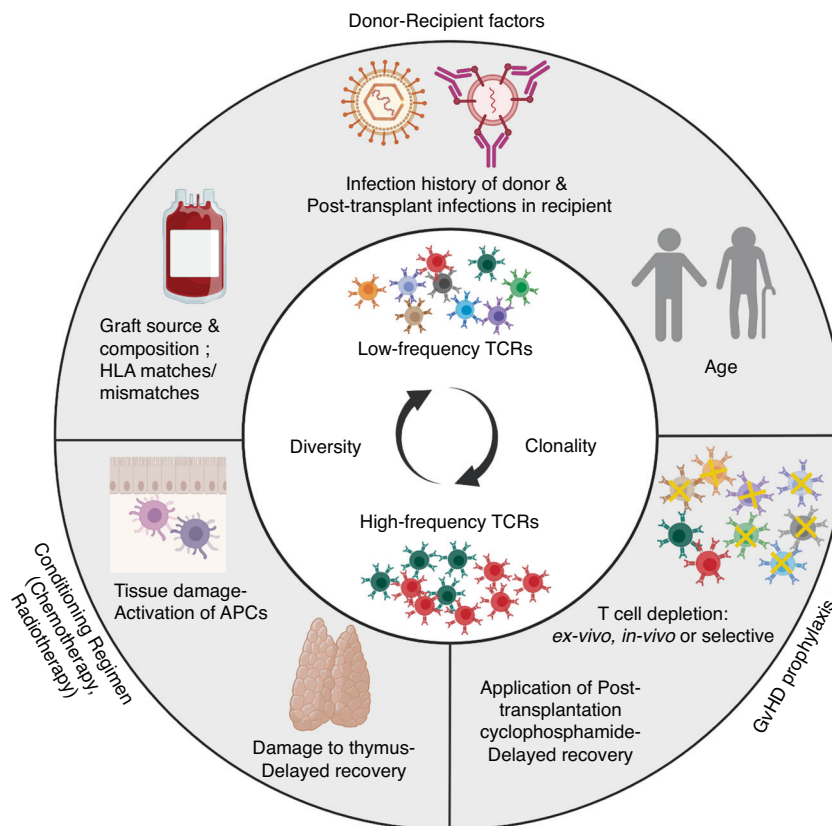 Donor-Recipient factors
Infection history of donor &
Post-transplant infections in recipient
Graft source &
composition ;
HLA matches/
mismatches
Age
Low-frequency TCRs
Diversity
Clonality
High-frequency TCRs
Tissue damage-
Activation of APCs
Damage to thymus-
Delayed recovery
Conditioning Regimen
(Chemotherapy,
Radiotherapy)
T cell depletion:
ex-vivo, in-vivo or selective
Application of Post-
transplantation
cyclophosphamide-
Delayed recovery
GvHD prophylaxis